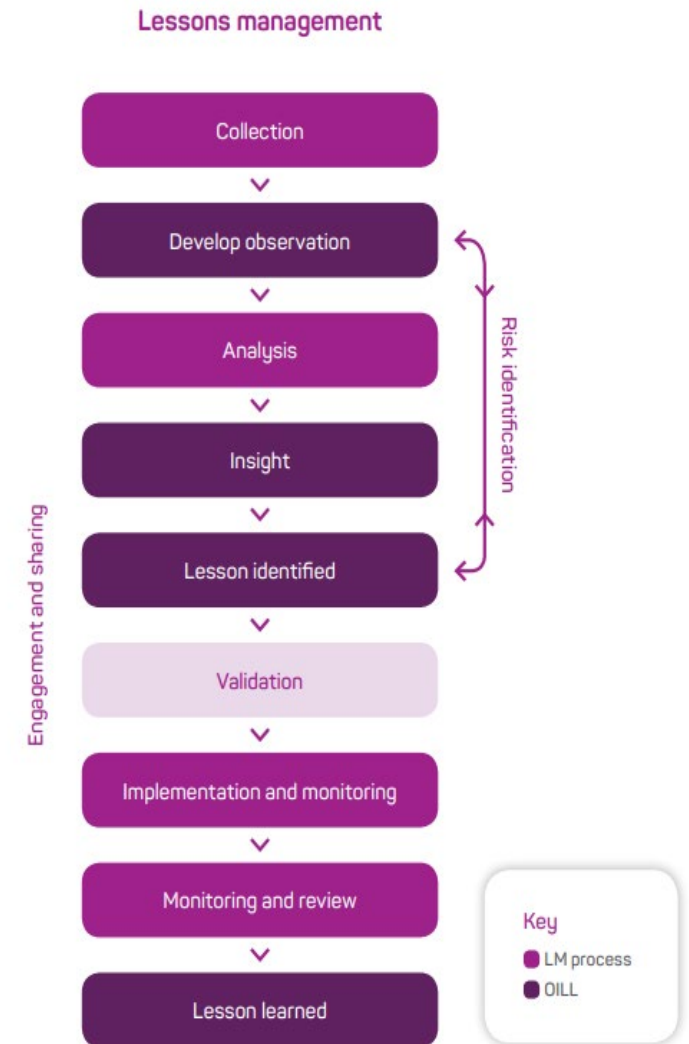 Lessons management
Collection
Develop observation
Analysis
Insight
Lesson identified
Validation
Implementation and monitoring
Monitoring and review
Lesson learned
Engagement and sharing
Risk identification
Key
LM process
OILL